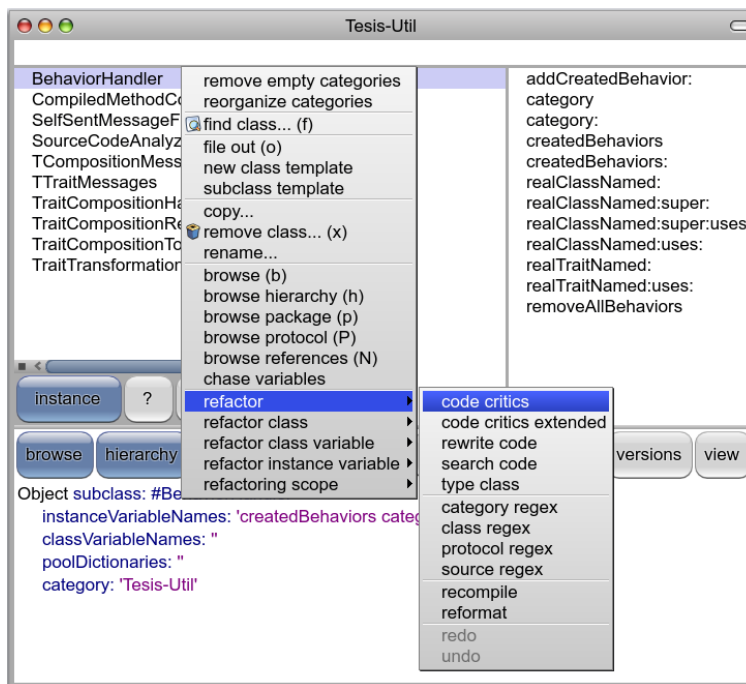 Tesis-Util
BehaviorHandler
CompiledMethodCo
SelfSentMessageF
SourceCodeAnalyz
TCompositionMess
TTraitMessages
TraitCompositionHa
TraitCompositionRe
TraitCompositionTo
TraitTransformation
remove empty categories
reorganize categories
find class... (f)
file out (o)
new class template
subclass template
copy...
remove class... (x)
rename...
browse (b)
browse hierarchy (h)
browse package (p)
browse protocol (P)
browse references (N)
chase variables
refactor
refactor class
refactor class variable
refactor instance variable
refactoring scope
code critics
code critics extended
rewrite code
search code
type class
category regex
class regex
protocol regex
source regex
recompile
reformat
redo
undo
addCreatedBehavior:
category
category:
createdBehaviors
createdBehaviors:
realClassNamed:
realClassNamed:super:
realClassNamed:super:uses
realClassNamed:uses:
realTraitNamed:
realTraitNamed:uses:
removeAllBehaviors
instance
?
browse
hierarchy
versions
view
Object subclass: #Be
instanceVariableNames: 'createdBehaviors categ
classVariableNames: ''
poolDictionaries: ''
category: 'Tesis-Util'